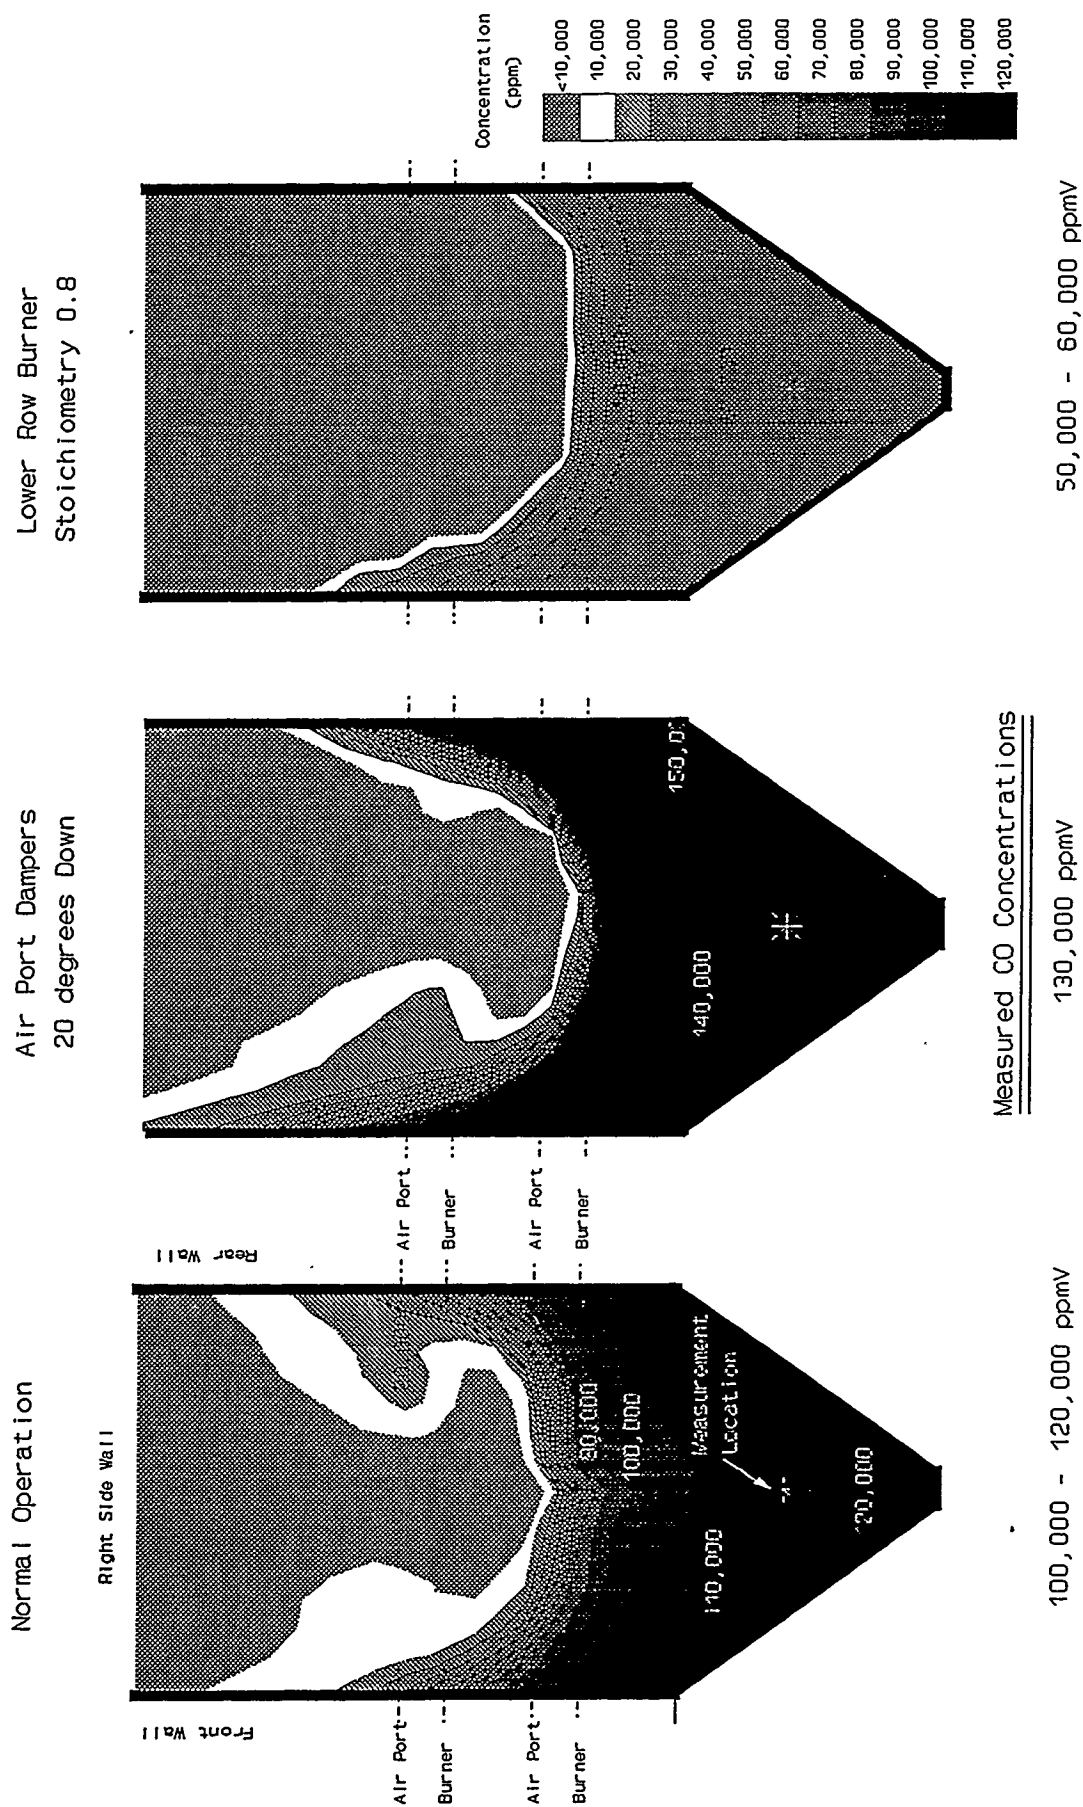 Normal Operation
Right Side Wall
Front Wall
Rear Wall
Air Port
Burner
Air Port
Burner
Air Port
Burner
Air Port
Burner
80,000
100,000
Measurement
Location
110,000
120,000
100,000 - 120,000 ppmV
Air Port Dampers
20 degrees Down
140,000
Measured CO Concentrations
130,000 ppmV
Lower Row Burner
Stoichiometry 0.8
50,000 - 60,000 ppmV
Concentration
(ppm)
<10,000
10,000
20,000
30,000
40,000
50,000
60,000
70,000
80,000
90,000
100,000
110,000
120,000